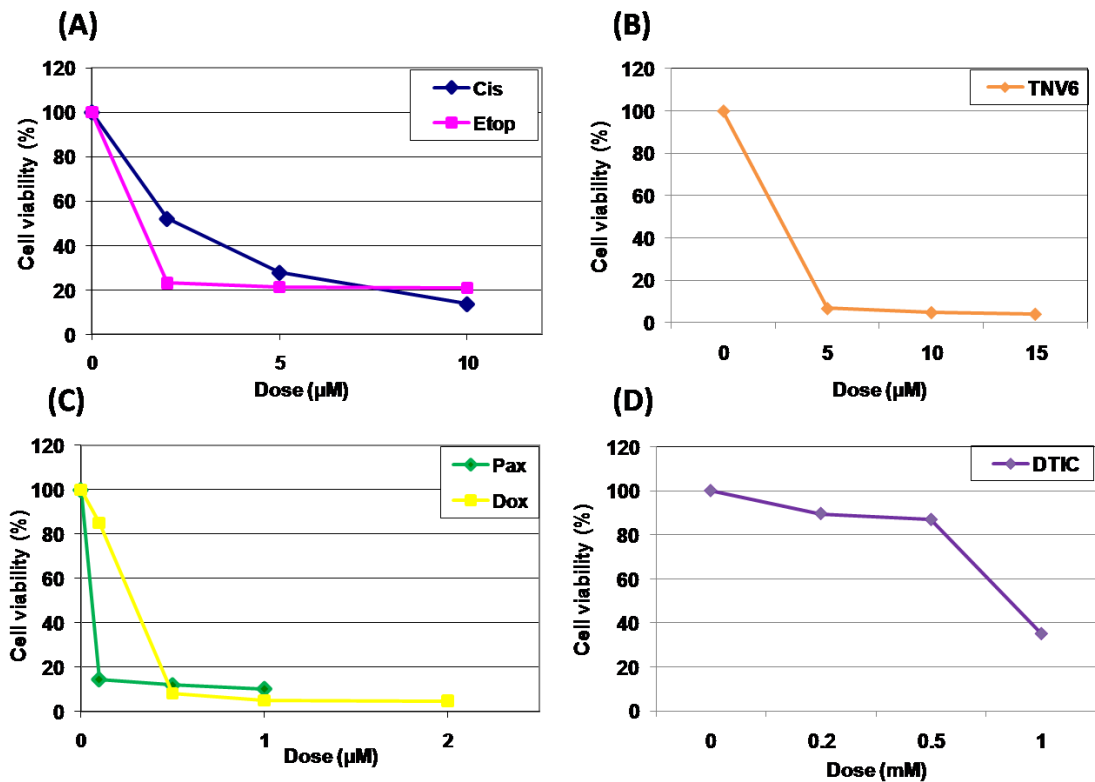 (A)
120
100
80
60
40
20
0
Cell viability (%)
0 5 10
Dose (µM)
Cis
Etop
(B)
120
100
80
60
40
20
0
Cell viability (%)
0 5 10 15
Dose (µM)
TNV6
(C)
120
100
80
60
40
20
0
Cell viability (%)
0 1 2
Dose (µM)
Pax
Dox
(D)
120
100
80
60
40
20
0
Cell viability (%)
0 0.2 0.5 1
Dose (mM)
DTIC